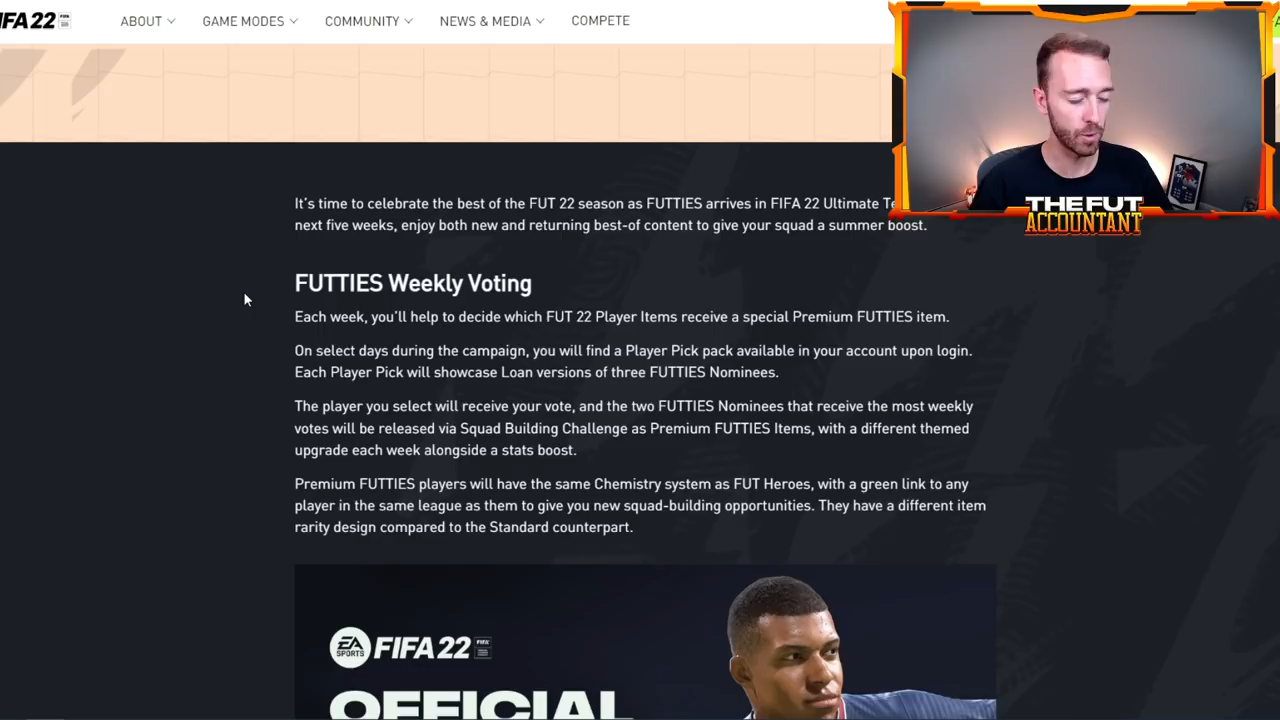 IFA 22
ABOUT
GAME MODES
COMMUNITY
NEWS & MEDIA
COMPETE
THE FUT
ACCOUNTANT
It's time to celebrate the best of the FUT 22 season as FUTTIES arrives in FIFA 22 Ultimate Te
next five weeks, enjoy both new and returning best-of content to give your squad a summer boost.
FUTTIES Weekly Voting
Each week, you'll help to decide which FUT 22 Player Items receive a special Premium FUTTIES item.
On select days during the campaign, you will find a Player Pick pack available in your account upon login.
Each Player Pick will showcase Loan versions of three FUTTIES Nominees.
The player you select will receive your vote, and the two FUTTIES Nominees that receive the most weekly
votes will be released via Squad Building Challenge as Premium FUTTIES Items, with a different themed
upgrade each week alongside a stats boost.
Premium FUTTIES players will have the same Chemistry system as FUT Heroes, with a green link to any
player in the same league as them to give you new squad-building opportunities. They have a different item
rarity design compared to the Standard counterpart.
EA
SPORTS
FIFA 22
OFFICIAL